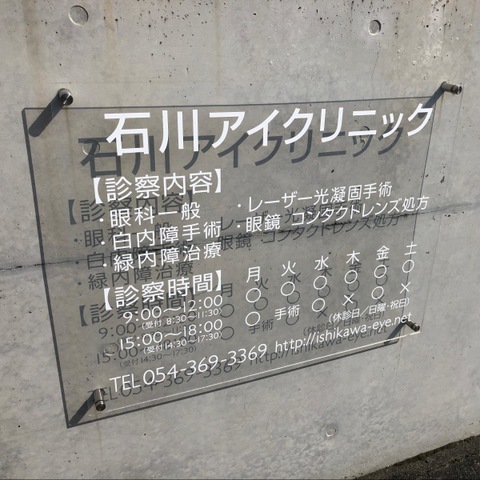 石川アイクリニック
【診察内容】
・眼科一般 ・レーザー光凝固手術
・白内障手術 ・眼鏡 コンタクトレンズ処方
・緑内障治療
【診察時間】 月 火 水 木 金 土
9:00～12:00 ○ ○ ○ ○ ○ ○
(受付 8:30～11:30)
15:00～18:00 ○ 手術 ○ × ○ ×
(受付 14:30～17:30) (休診日／日曜・祝日)
TEL 054-369-3369 http://ishikawa-eye.net